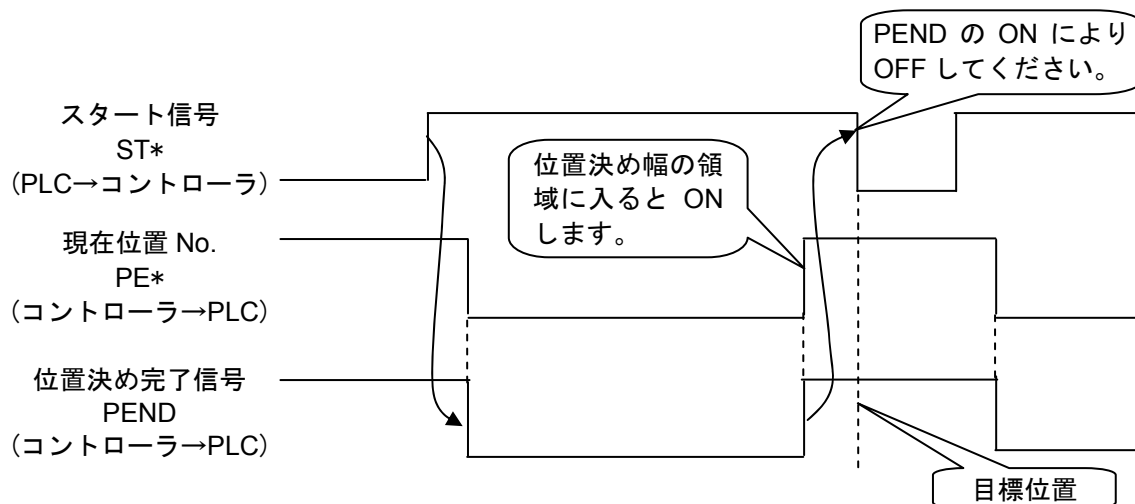 PEND の ON により
OFF してください。
スタート信号
ST*
(PLC→コントローラ)
位置決め幅の領
域に入ると ON
します。
現在位置 No.
PE*
(コントローラ→PLC)
位置決め完了信号
PEND
(コントローラ→PLC)
目標位置